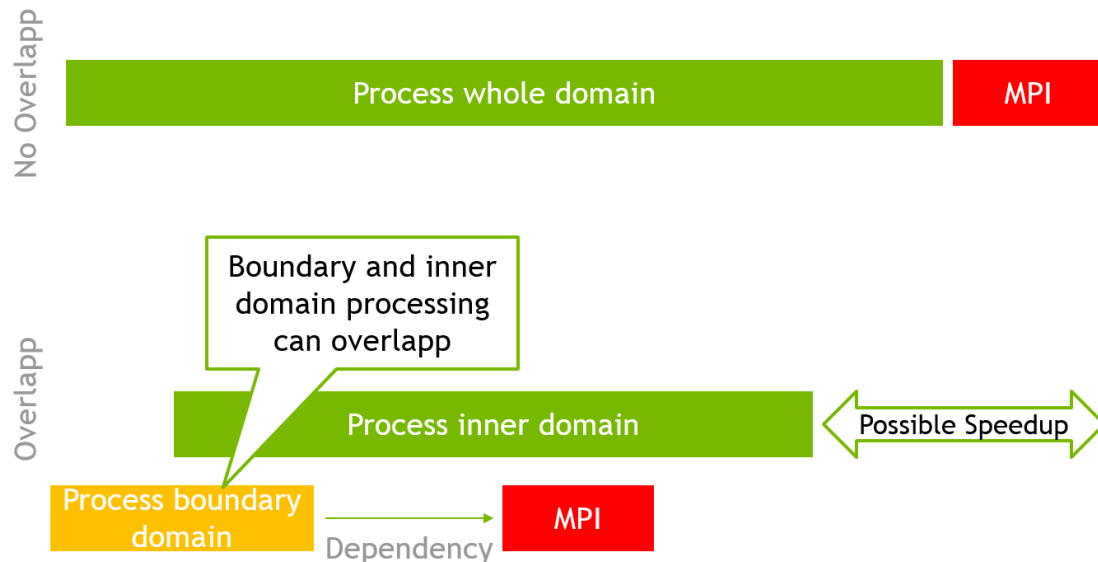 No Overlapp
Process whole domain
MPI
Boundary and inner
domain processing
can overlapp
Overlapp
Process inner domain
Possible Speedup
Process boundary
domain
Dependency
MPI